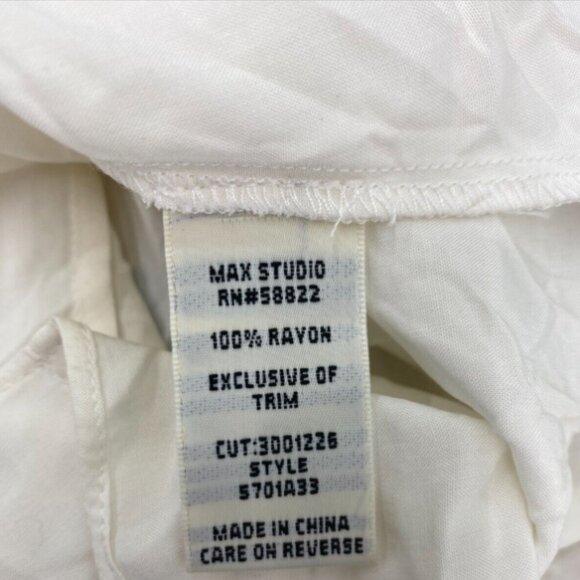 MAX STUDIO
RN#58822
100% RAYON
EXCLUSIVE OF
TRIM
CUT:3001226
STYLE
5701A33
MADE IN CHINA
CARE ON REVERSE